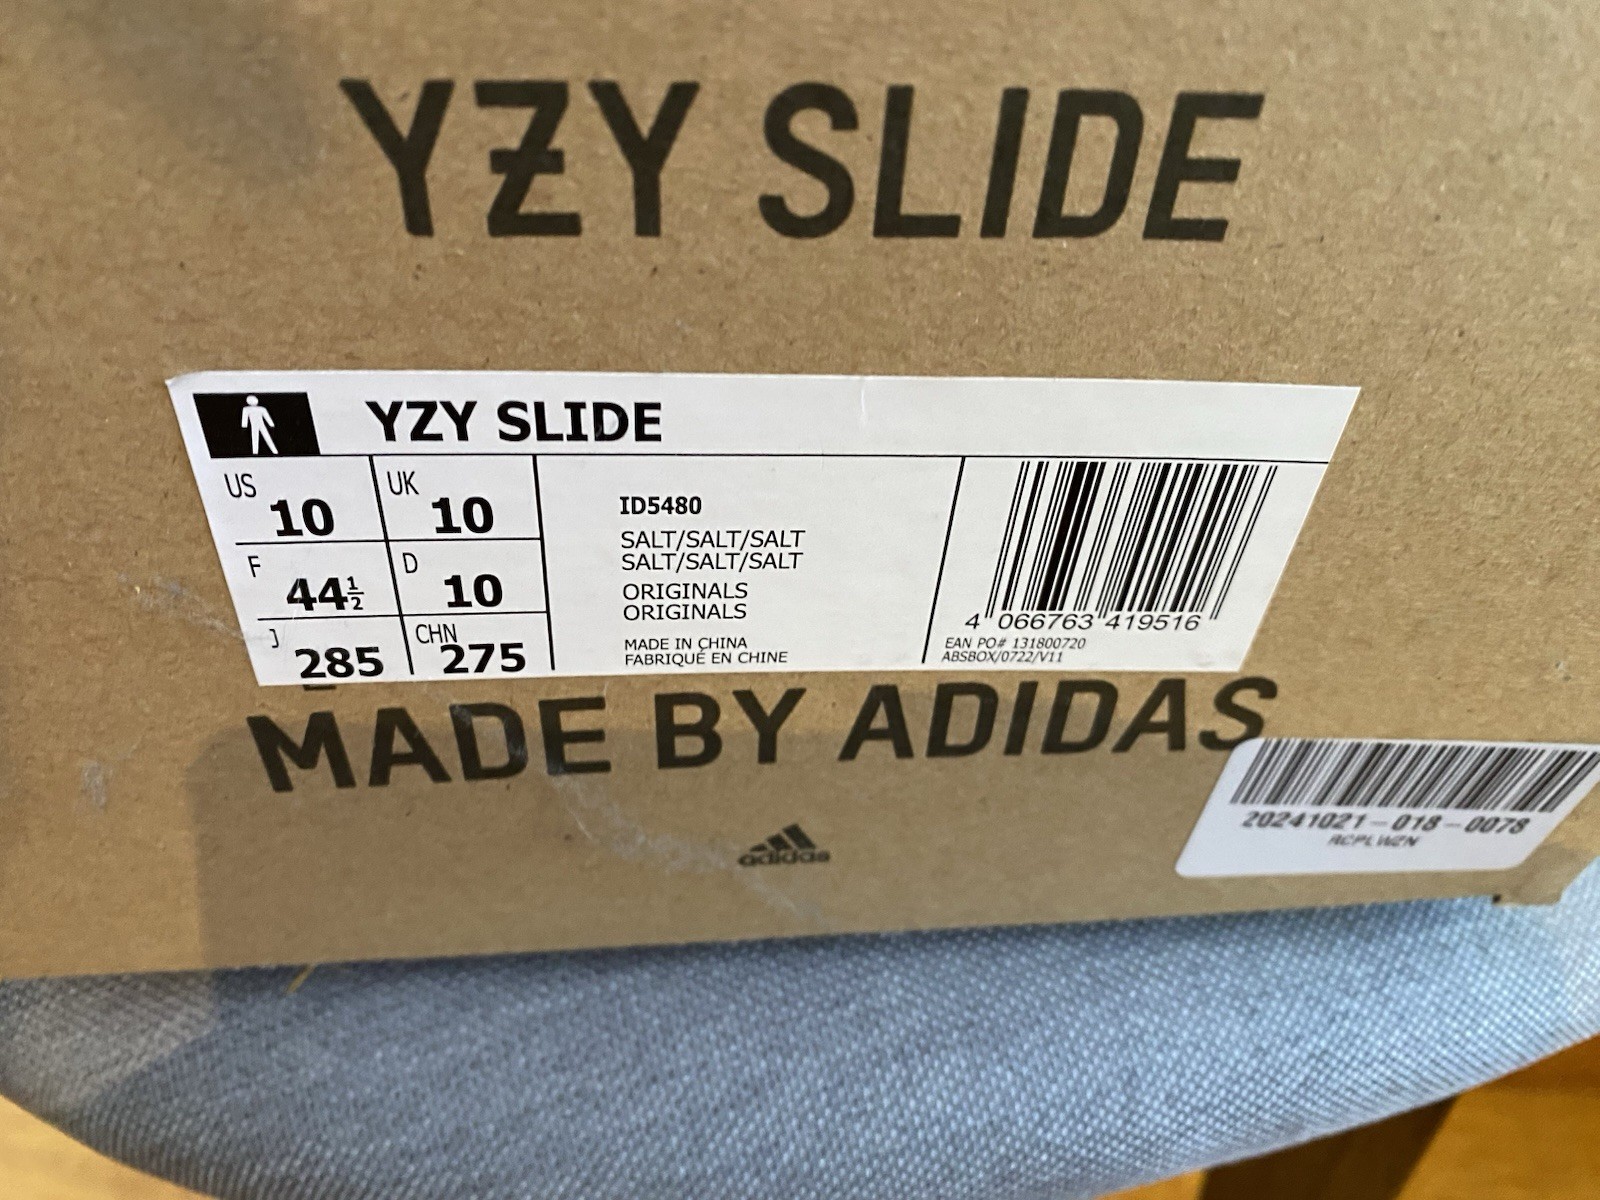 YZY SLIDE
YZY SLIDE
US 10 UK 10
F 44½ D 10
J 285 CHN 275
ID5480
SALT/SALT/SALT
SALT/SALT/SALT
ORIGINALS
ORIGINALS
MADE IN CHINA
FABRIQUÉ EN CHINE
4 066763 419516
EAN PO# 131800720
ABSBOX/0722/V11
MADE BY ADIDAS
adidas
20241021-018-0078
RCPLWZN